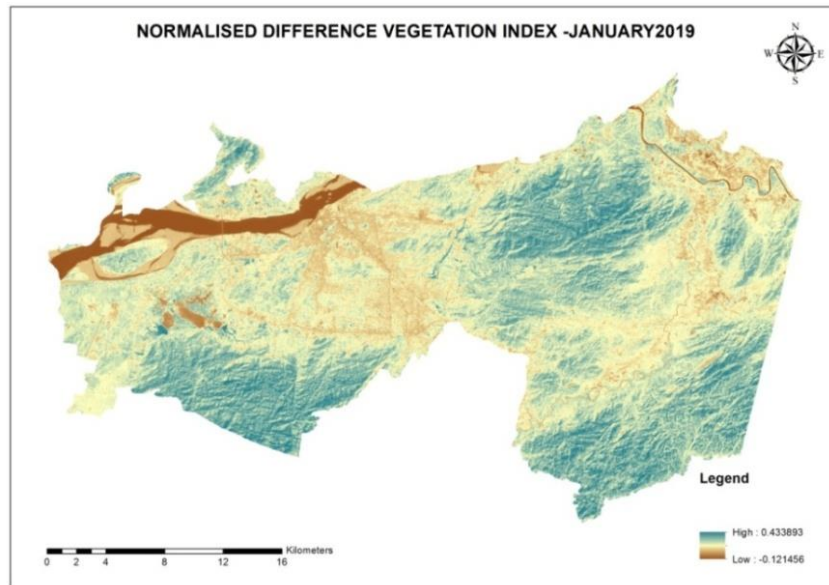 NORMALISED DIFFERENCE VEGETATION INDEX -JANUARY2019
N
W E
S
Legend
High : 0.433893
Low : -0.121456
Kilometers
0 2 4 8 12 16